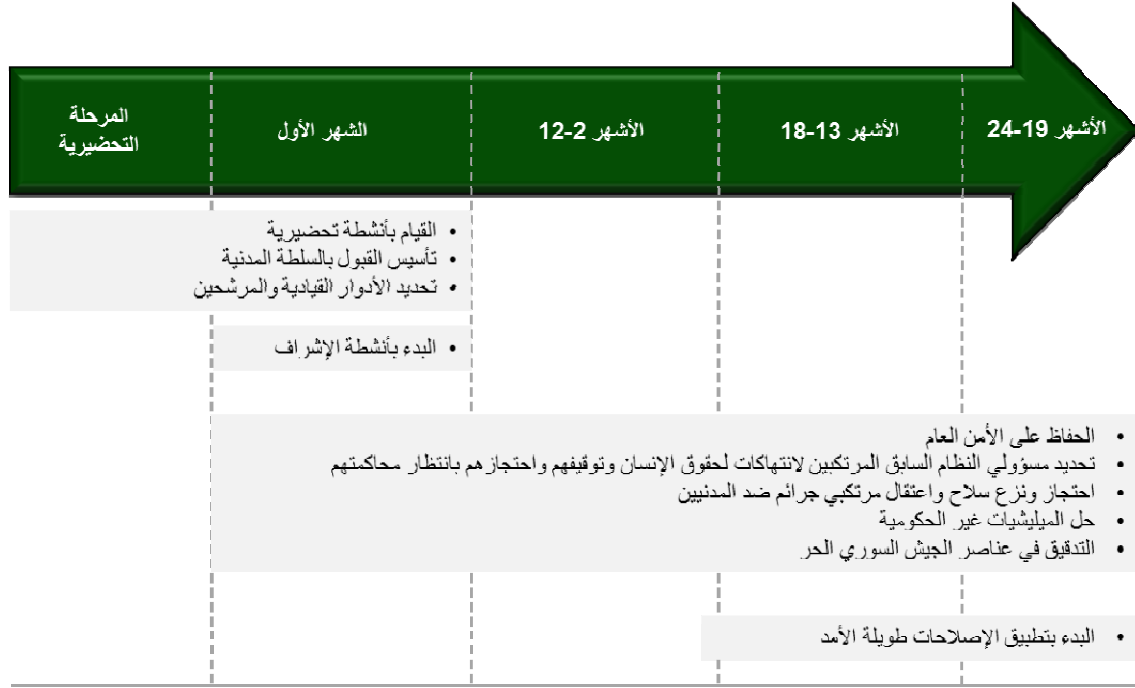 المرحلة
التحضيرية
الشهر الأول
الأشهر 2-12
الأشهر 13-18
الأشهر 19-24
• القيام بأنشطة تحضيرية
• تأسيس القبول بالسلطة المدنية
• تحديد الأدوار القيادية والمرشحين
• البدء بأنشطة الإشراف
• الحفاظ على الأمن العام
• تحديد مسؤولي النظام السابق المرتكبين لانتهاكات لحقوق الإنسان وتوقيفهم واحتجازهم بانتظار محاكمتهم
• احتجاز ونزع سلاح واعتقال مرتكبي جرائم ضد المدنيين
• حل الميليشيات غير الحكومية
• التدقيق في عناصر الجيش السوري الحر
• البدء بتطبيق الإصلاحات طويلة الأمد